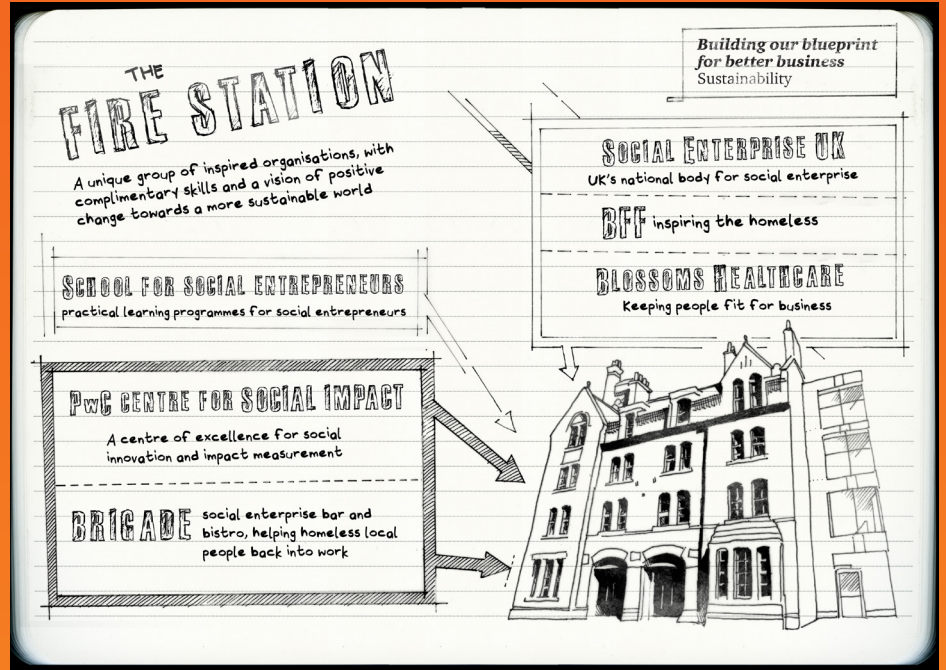 THE
FIRE STATION
A unique group of inspired organisations, with
complimentary skills and a vision of positive
change towards a more sustainable world
Building our blueprint
for better business
Sustainability
SOCIAL ENTERPRISE UK
UK's national body for social enterprise
BFF inspiring the homeless
BLOSSOMS HEALTHCARE
Keeping people fit for business
SCHOOL FOR SOCIAL ENTREPRENEURS
practical learning programmes for social entrepreneurs
PwC CENTRE FOR SOCIAL IMPACT
A centre of excellence for social
innovation and impact measurement
BRIGADE
social enterprise bar and
bistro, helping homeless local
people back into work